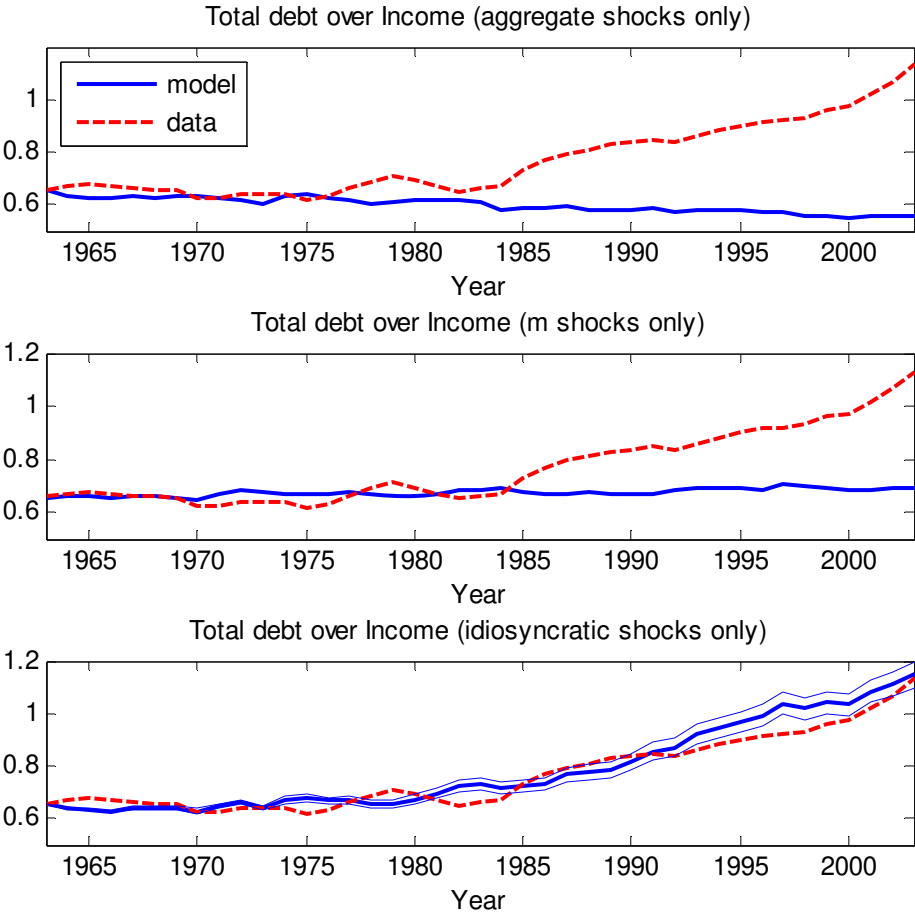 Total debt over Income (aggregate shocks only)
model
data
1
0.8
0.6
1965 1970 1975 1980 1985 1990 1995 2000
Year
Total debt over Income (m shocks only)
1.2
1
0.8
0.6
1965 1970 1975 1980 1985 1990 1995 2000
Year
Total debt over Income (idiosyncratic shocks only)
1.2
1
0.8
0.6
1965 1970 1975 1980 1985 1990 1995 2000
Year